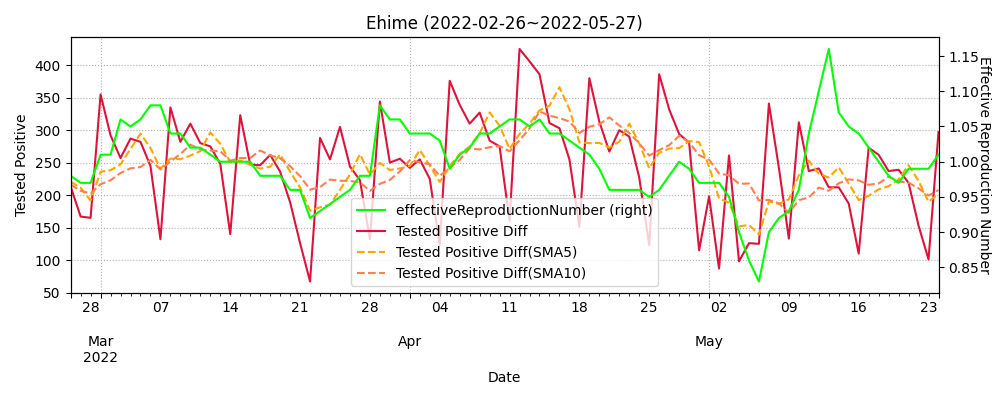 Ehime (2022-02-26~2022-05-27)
400
350
300
250
200
150
100
50
Tested Positive
1.15
1.10
1.05
1.00
0.95
0.90
0.85
Effective Reproduction Number
effectiveReproductionNumber (right)
Tested Positive Diff
Tested Positive Diff(SMA5)
Tested Positive Diff(SMA10)
28 07 14 21 28 04 11 18 25 02 09 16 23
Mar Apr May
2022
Date